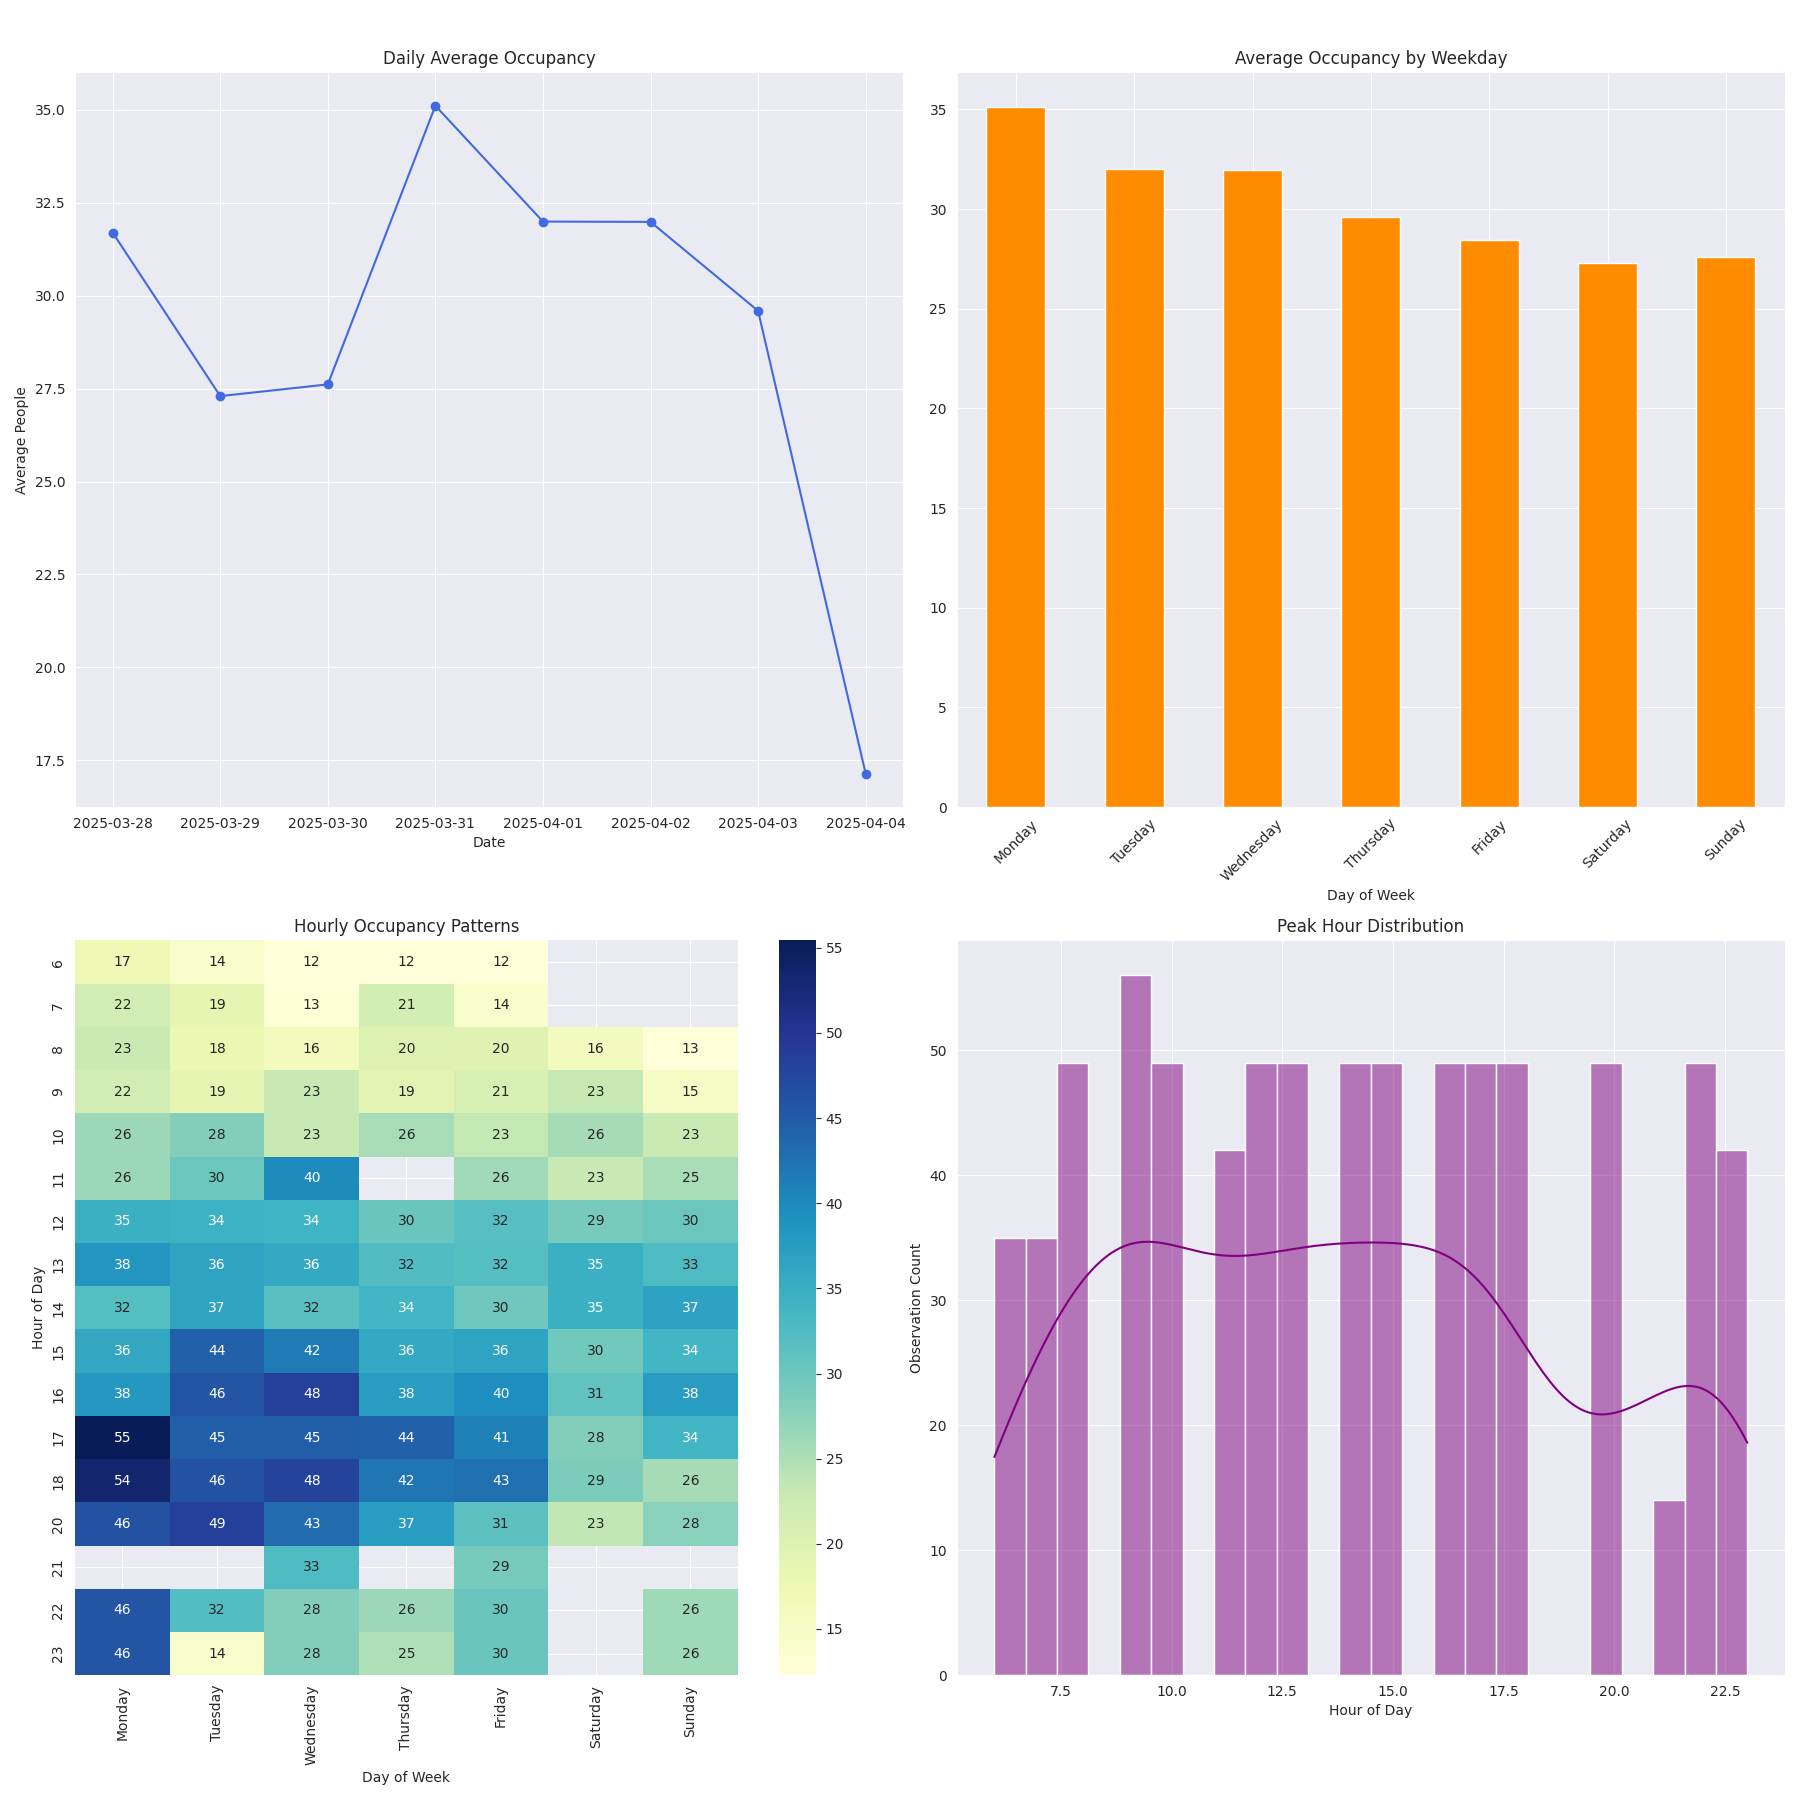 Daily Average Occupancy
35.0
32.5
30.0
27.5
25.0
22.5
20.0
17.5
Average People
2025-03-28 2025-03-29 2025-03-30 2025-03-31 2025-04-01 2025-04-02 2025-04-03 2025-04-04
Date
Average Occupancy by Weekday
35
30
25
20
15
10
5
0
Monday Tuesday Wednesday Thursday Friday Saturday Sunday
Day of Week
Hourly Occupancy Patterns
Hour of Day
6 17 14 12 12 12
7 22 19 13 21 14
8 23 18 16 20 20 16 13
9 22 19 23 19 21 23 15
10 26 28 23 26 23 26 23
11 26 30 40 26 23 25
12 35 34 34 30 32 29 30
13 38 36 36 32 32 35 33
14 32 37 32 34 30 35 37
15 36 44 42 36 36 30 34
16 38 46 48 38 40 31 38
17 55 45 45 44 41 28 34
18 54 46 48 42 43 29 26
20 46 49 43 37 31 23 28
21 33 29
22 46 32 28 26 30 26
23 46 14 28 25 30 26
Monday Tuesday Wednesday Thursday Friday Saturday Sunday
Day of Week
55
50
45
40
35
30
25
20
15
Peak Hour Distribution
Observation Count
50
40
30
20
10
0
7.5 10.0 12.5 15.0 17.5 20.0 22.5
Hour of Day